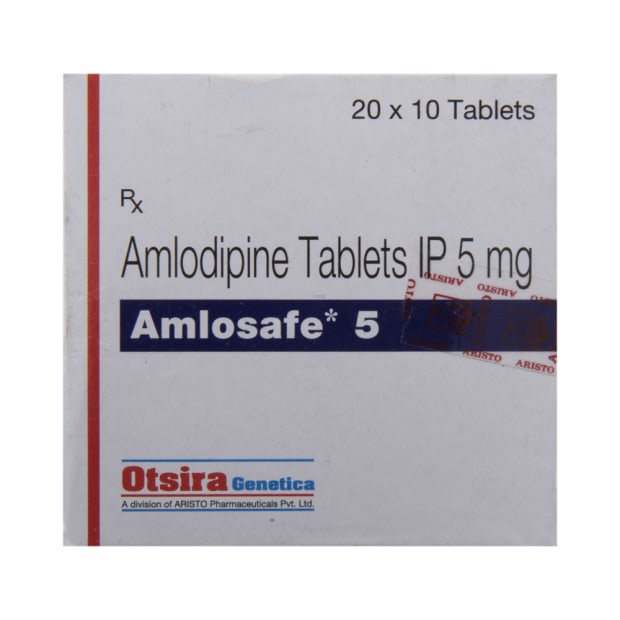 20 x 10 Tablets
Rx
Amlodipine Tablets IP 5 mg
Amlosafe* 5
ARISTO
ARISTO
ARISTO
ARISTO
Otsira Genetica
A division of ARISTO Pharmaceuticals Pvt. Ltd.